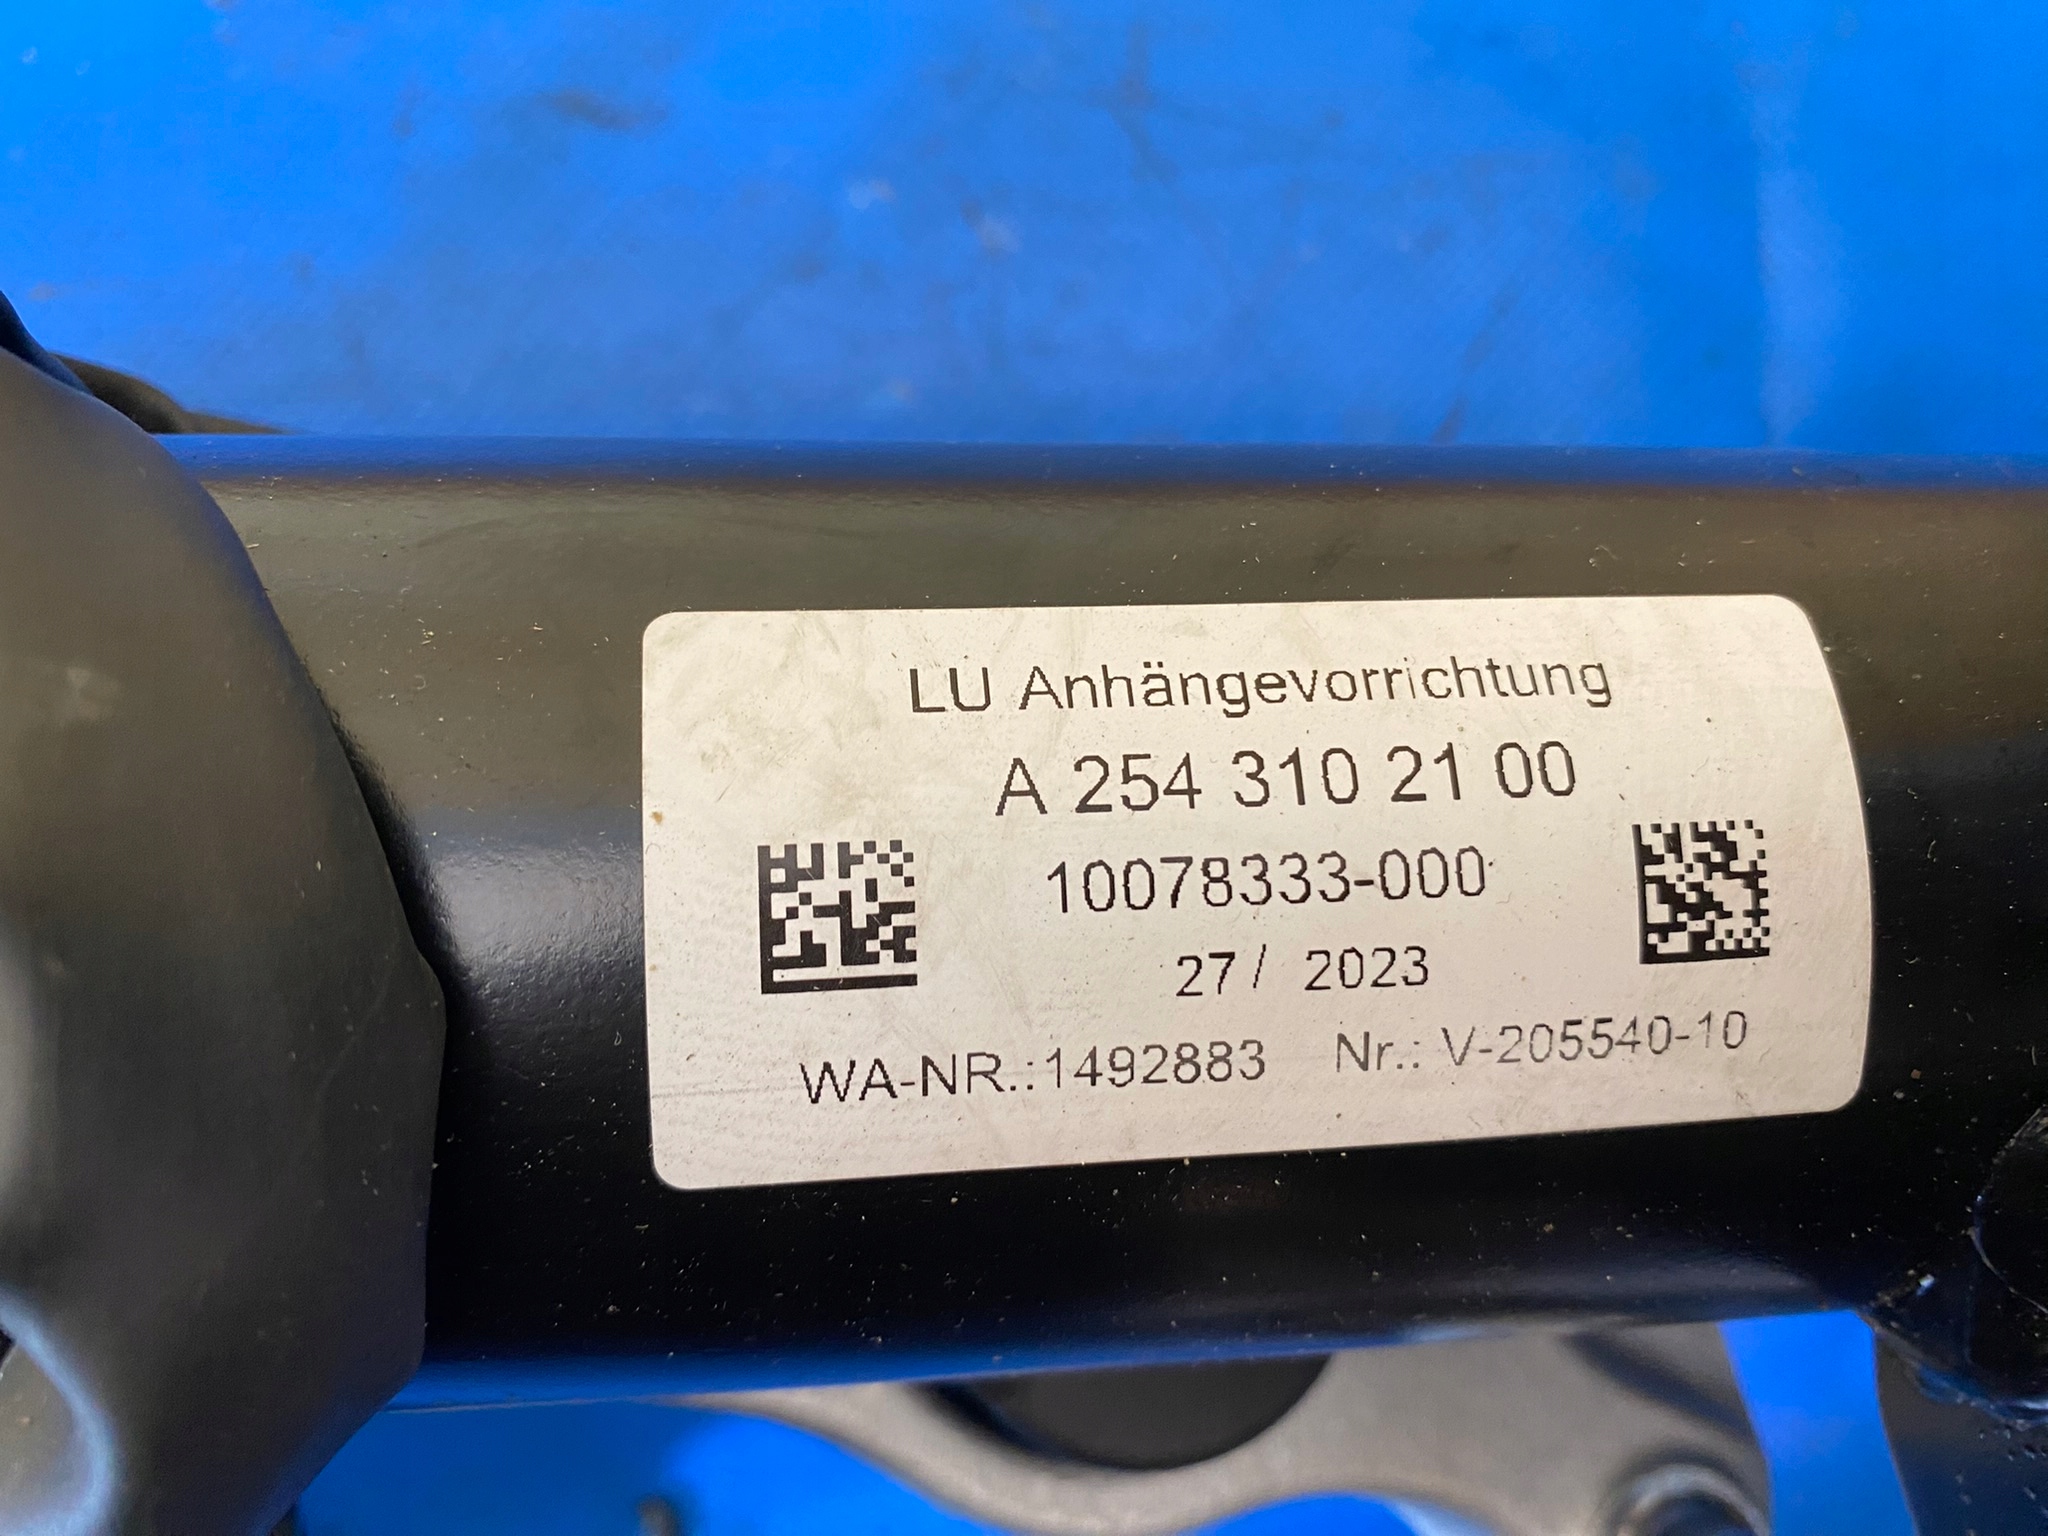 LU Anhängevorrichtung
A 254 310 21 00
10078333-000
27/ 2023
WA-NR.:1492883 Nr.: V-205540-10